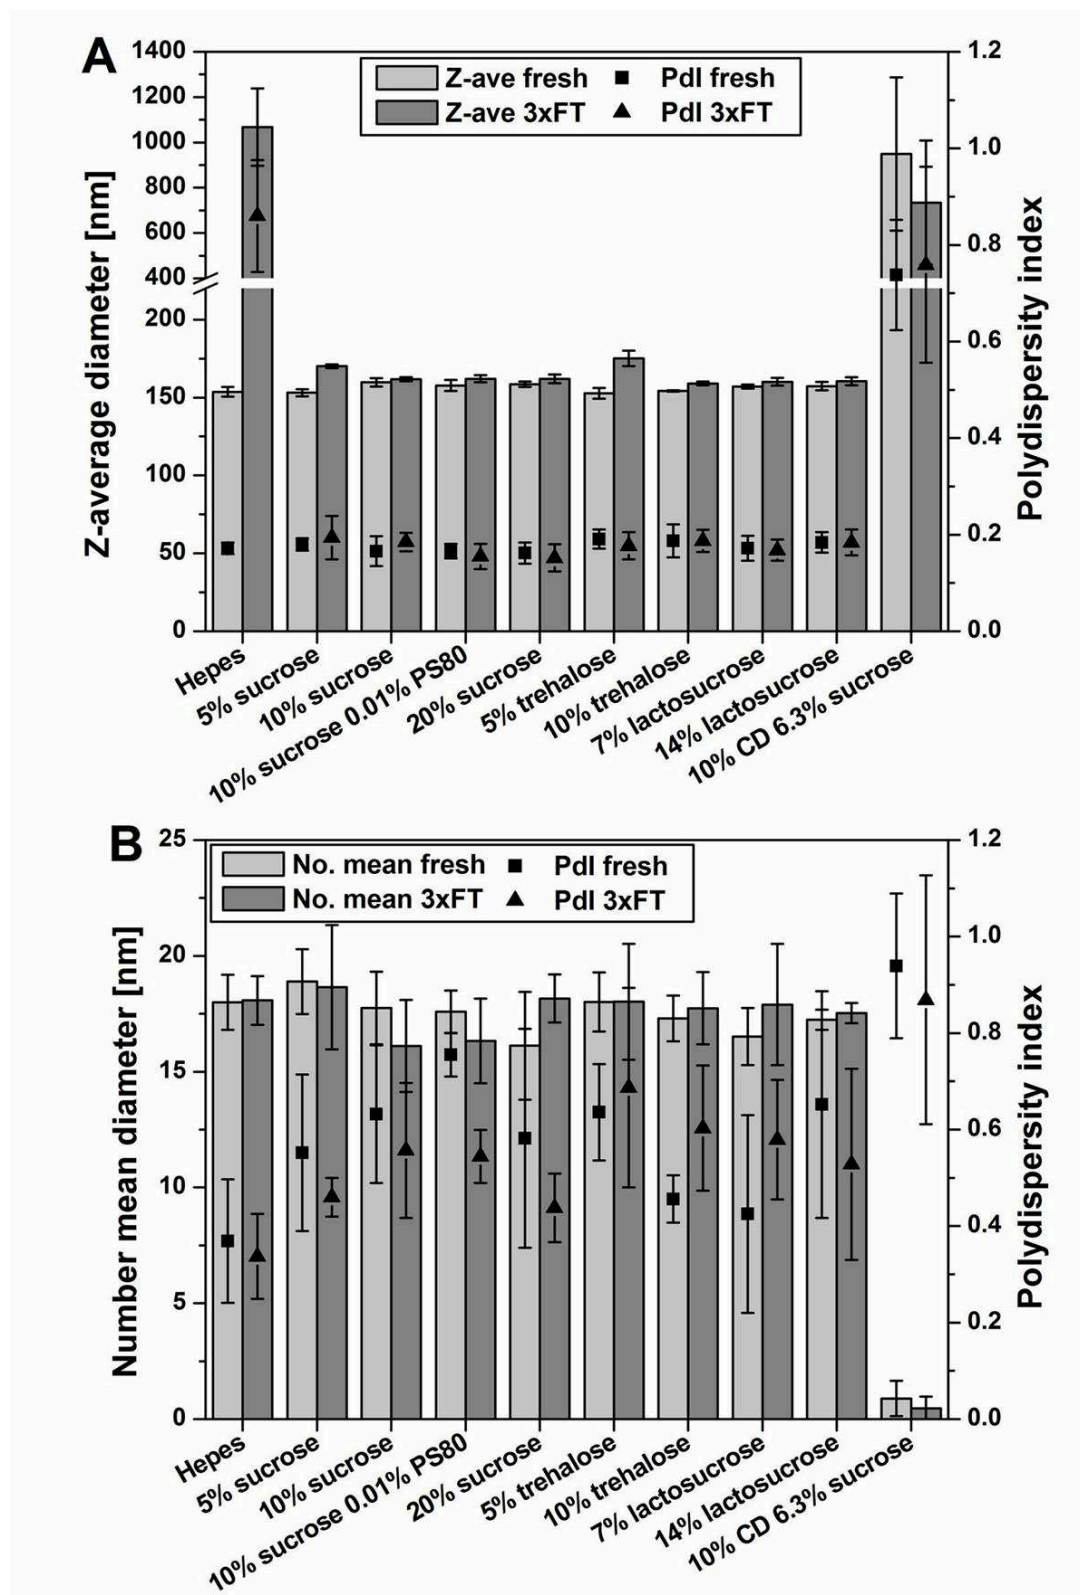 A
1400
1200
1000
800
600
400
200
150
100
50
0
Z-average diameter [nm]
Z-ave fresh PdI fresh
Z-ave 3xFT PdI 3xFT
1.2
1.0
0.8
0.6
0.4
0.2
0.0
Polydispersity index
Hepes
5% sucrose
10% sucrose
10% sucrose 0.01% PS80
20% sucrose
5% trehalose
10% trehalose
7% lactosucrose
14% lactosucrose
10% CD 6.3% sucrose
B
25
20
15
10
5
0
Number mean diameter [nm]
No. mean fresh PdI fresh
No. mean 3xFT PdI 3xFT
1.2
1.0
0.8
0.6
0.4
0.2
0.0
Polydispersity index
Hepes
5% sucrose
10% sucrose
10% sucrose 0.01% PS80
20% sucrose
5% trehalose
10% trehalose
7% lactosucrose
14% lactosucrose
10% CD 6.3% sucrose